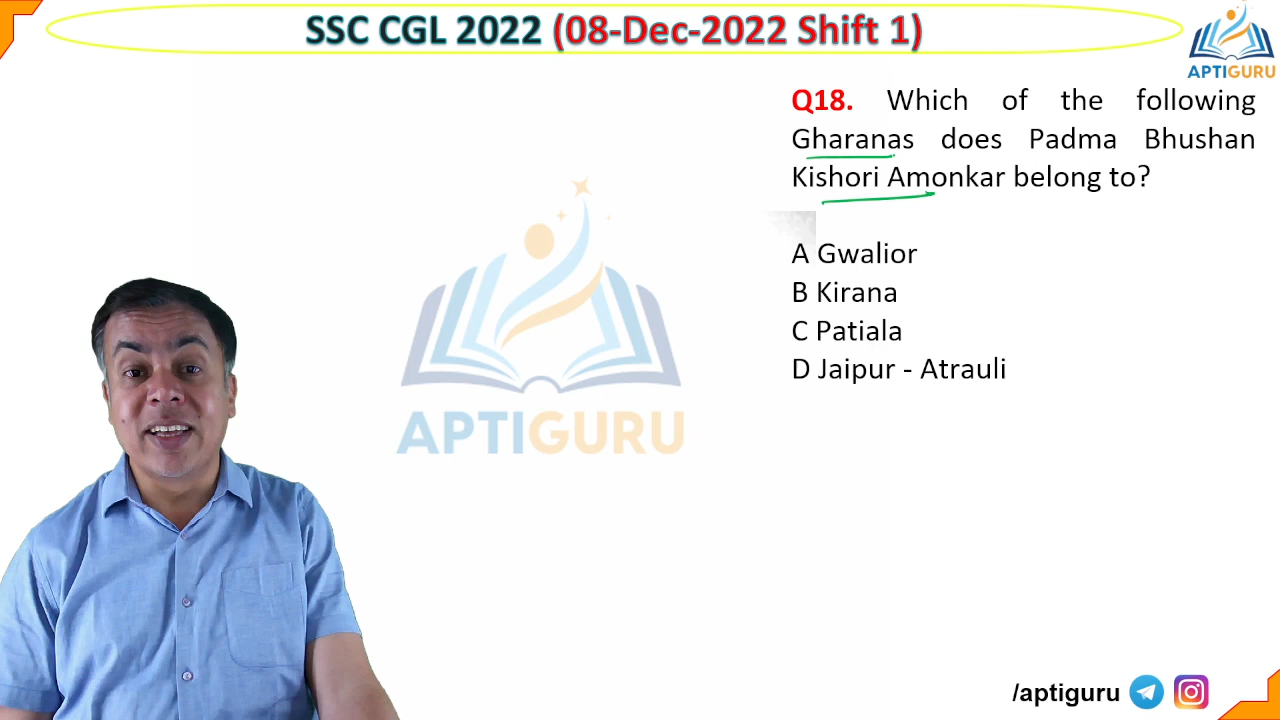 SSC CGL 2022 (08-Dec-2022 Shift 1)
APTIGURU
Q18. Which of the following
Gharanas does Padma Bhushan
Kishori Amonkar belong to?
A Gwalior
B Kirana
C Patiala
D Jaipur - Atrauli
APTIGURU
/aptiguru